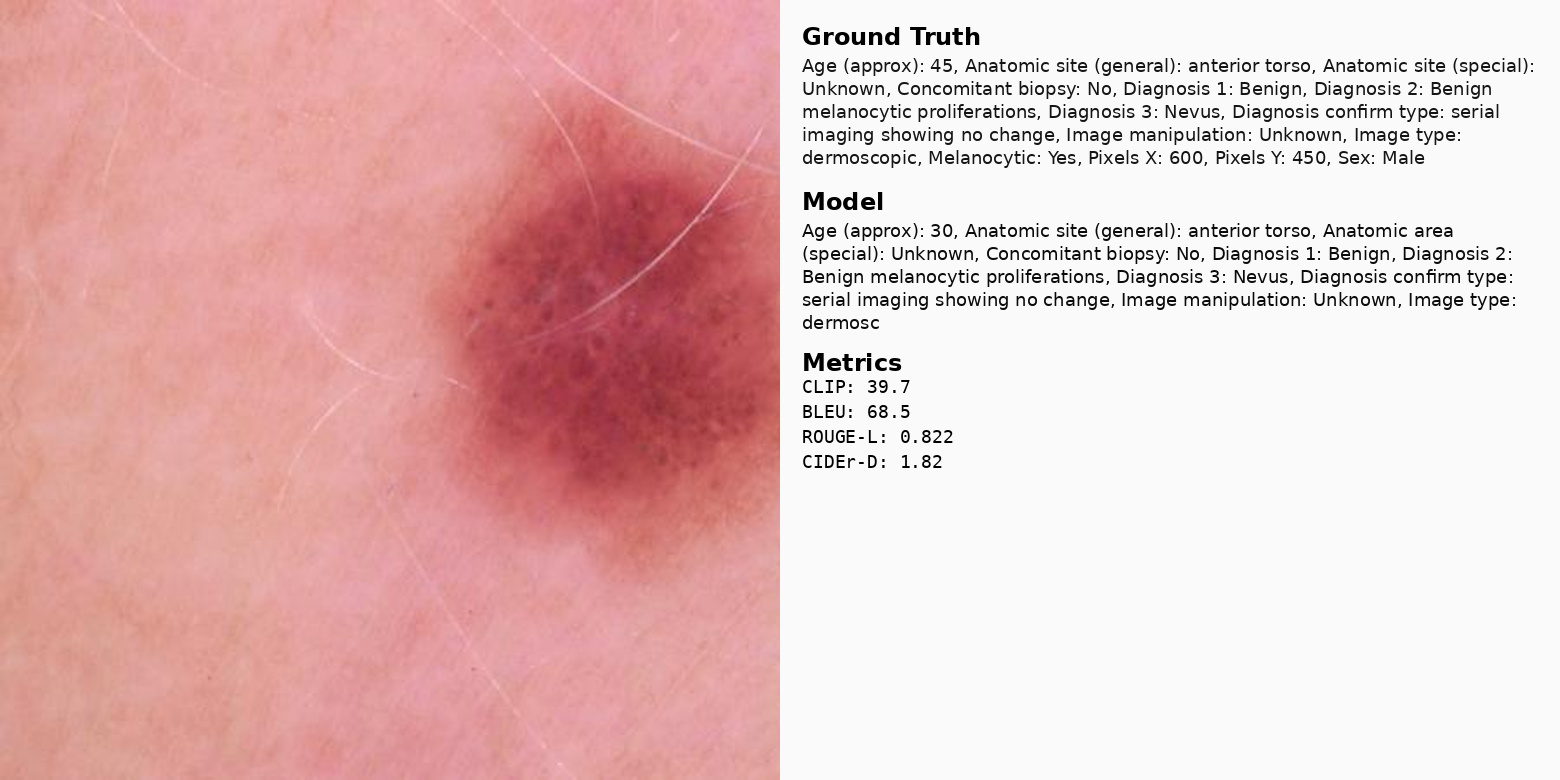 Ground Truth
Age (approx): 45, Anatomic site (general): anterior torso, Anatomic site (special):
Unknown, Concomitant biopsy: No, Diagnosis 1: Benign, Diagnosis 2: Benign
melanocytic proliferations, Diagnosis 3: Nevus, Diagnosis confirm type: serial
imaging showing no change, Image manipulation: Unknown, Image type:
dermoscopic, Melanocytic: Yes, Pixels X: 600, Pixels Y: 450, Sex: Male
Model
Age (approx): 30, Anatomic site (general): anterior torso, Anatomic area
(special): Unknown, Concomitant biopsy: No, Diagnosis 1: Benign, Diagnosis 2:
Benign melanocytic proliferations, Diagnosis 3: Nevus, Diagnosis confirm type:
serial imaging showing no change, Image manipulation: Unknown, Image type:
dermosc
Metrics
CLIP: 39.7
BLEU: 68.5
ROUGE-L: 0.822
CIDEr-D: 1.82